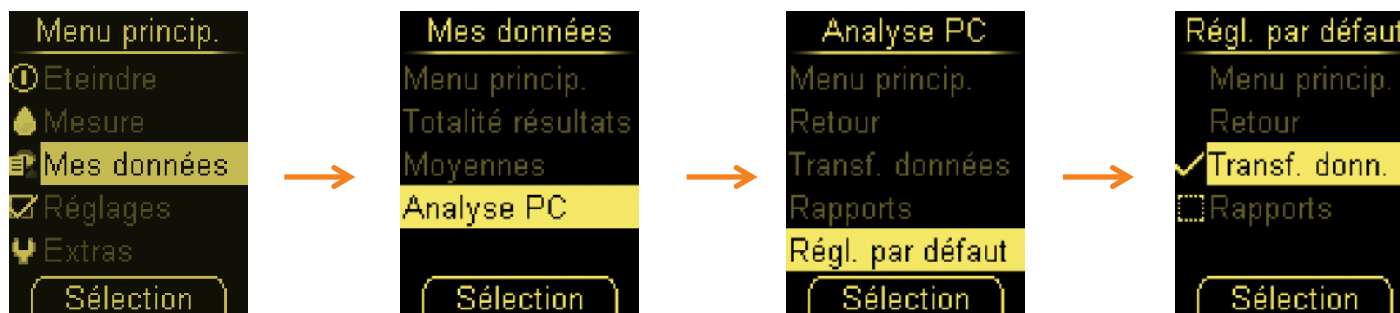 Menu princip.
Eteindre
Mesure
Mes données
Réglages
Extras
Sélection
Mes données
Menu princip.
Totalité résultats
Moyennes
Analyse PC
Sélection
Analyse PC
Menu princip.
Retour
Transf. données
Rapports
Régl. par défaut
Sélection
Régl. par défaut
Menu princip.
Retour
Transf. donn.
Rapports
Sélection